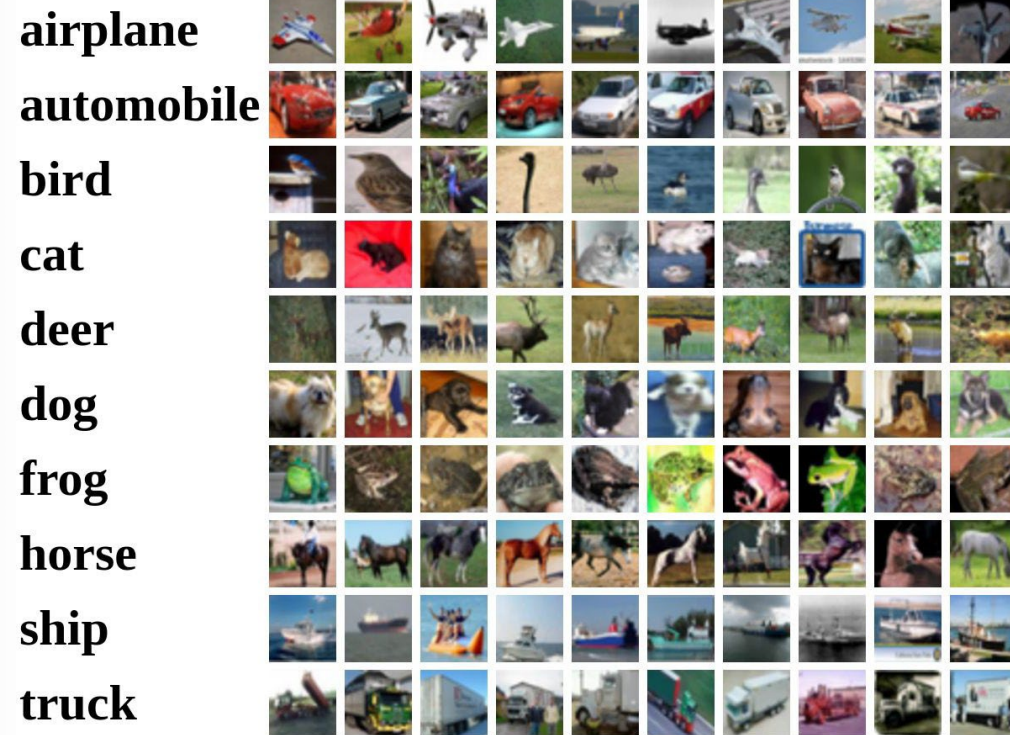 airplane
automobile
bird
cat
deer
dog
frog
horse
ship
truck